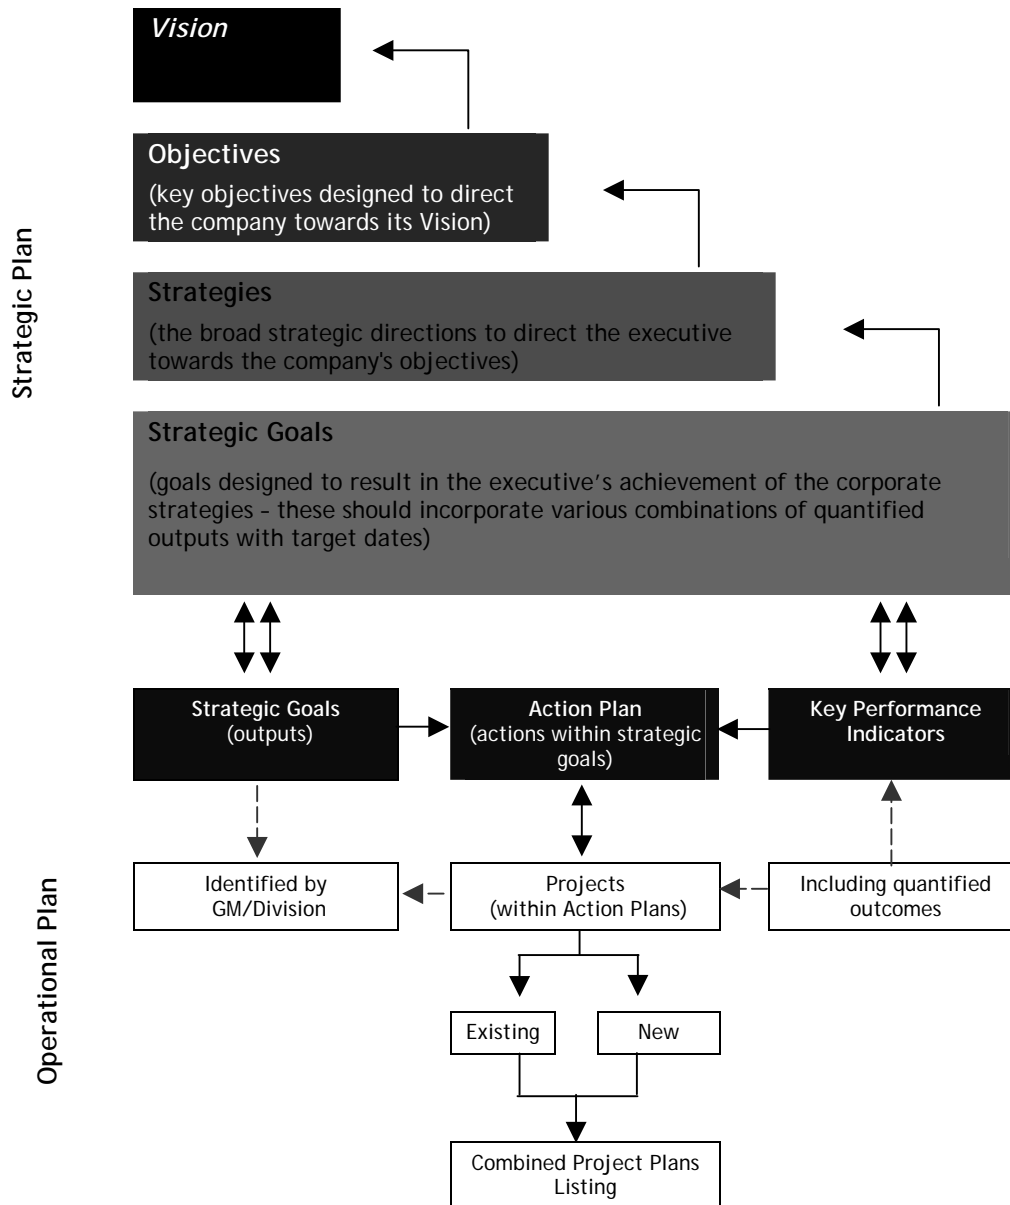 Vision
Objectives
(key objectives designed to direct
the company towards its Vision)
Strategic Plan
Strategies
(the broad strategic directions to direct the executive
towards the company's objectives)
Strategic Goals
(goals designed to result in the executive’s achievement of the corporate
strategies – these should incorporate various combinations of quantified
outputs with target dates)
Strategic Goals
(outputs)
Action Plan
(actions within strategic
goals)
Key Performance
Indicators
Operational Plan
Identified by
GM/Division
Projects
(within Action Plans)
Including quantified
outcomes
Existing
New
Combined Project Plans
Listing